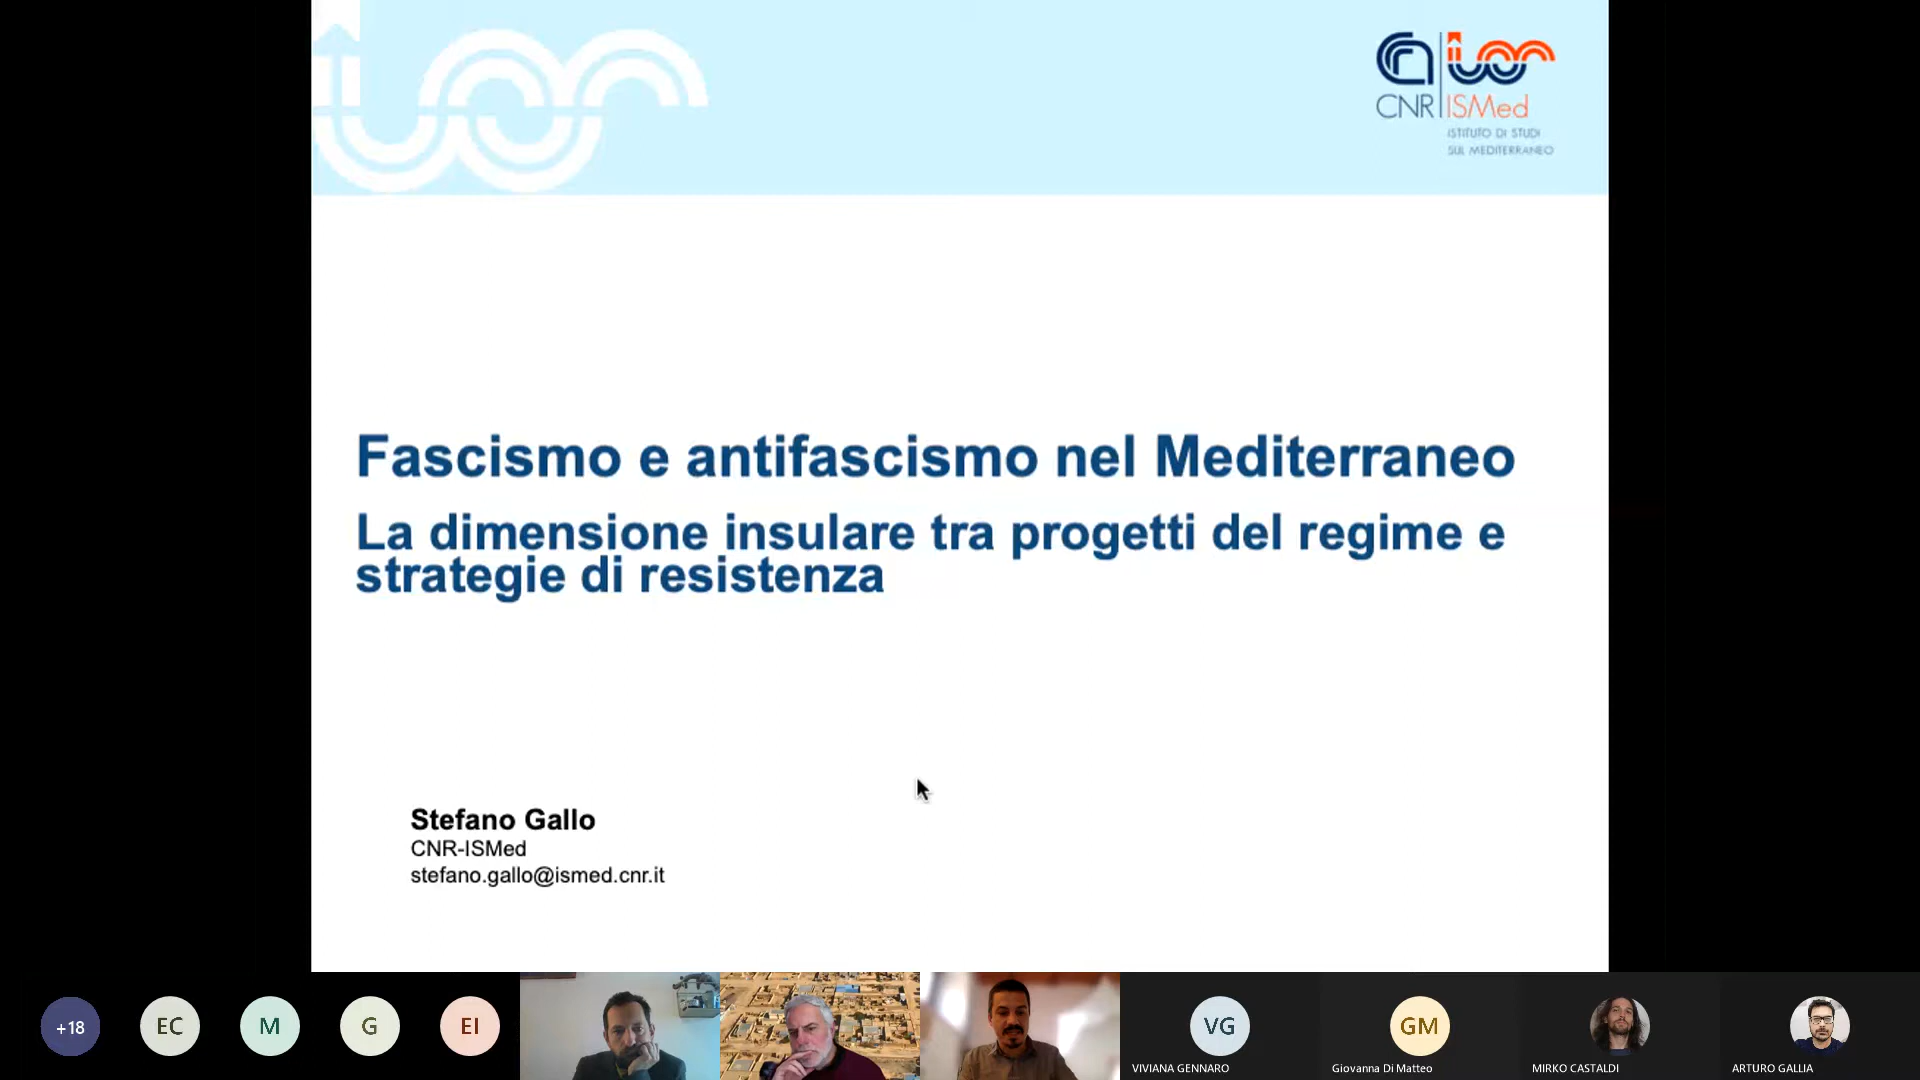 CNR ISMed
ISTITUTO DI STUDI
SUL MEDITERRANEO
Fascismo e antifascismo nel Mediterraneo
La dimensione insulare tra progetti del regime e
strategie di resistenza
Stefano Gallo
CNR-ISMed
stefano.gallo@ismed.cnr.it
+18
EC
M
G
EI
VG
GM
VIVIANA GENNARO
Giovanna Di Matteo
MIRKO CASTALDI
ARTURO GALLIA